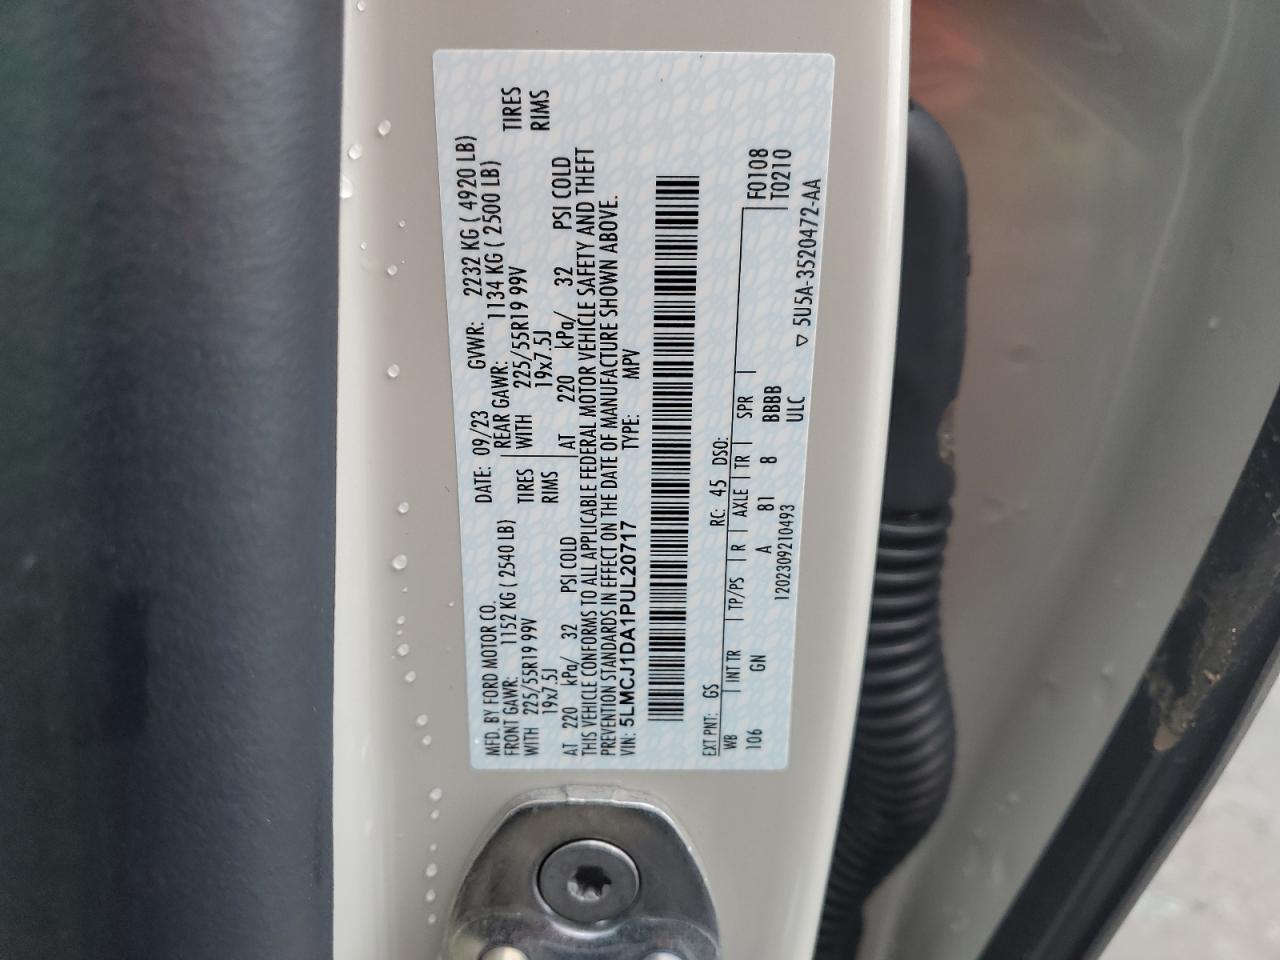 MFD. BY FORD MOTOR CO. DATE: 09/23 GVWR: 2232 KG ( 4920 LB)
FRONT GAWR: 1152 KG ( 2540 LB) REAR GAWR: 1134 KG ( 2500 LB)
WITH 225/55R19 99V TIRES WITH 225/55R19 99V TIRES
19x7.5J RIMS 19x7.5J RIMS
AT 220 kPa/ 32 PSI COLD AT 220 kPa/ 32 PSI COLD
THIS VEHICLE CONFORMS TO ALL APPLICABLE FEDERAL MOTOR VEHICLE SAFETY AND THEFT
PREVENTION STANDARDS IN EFFECT ON THE DATE OF MANUFACTURE SHOWN ABOVE.
VIN: 5LMCJ1DA1PUL20717 TYPE: MPV
EXT PNT: GS RC: 45 DSO:
WB INT TR TP/PS R AXLE TR SPR F0108
106 GN A 81 8 BBBB T0210
1202309210493 ULC ▽ 5U5A-3520472-AA